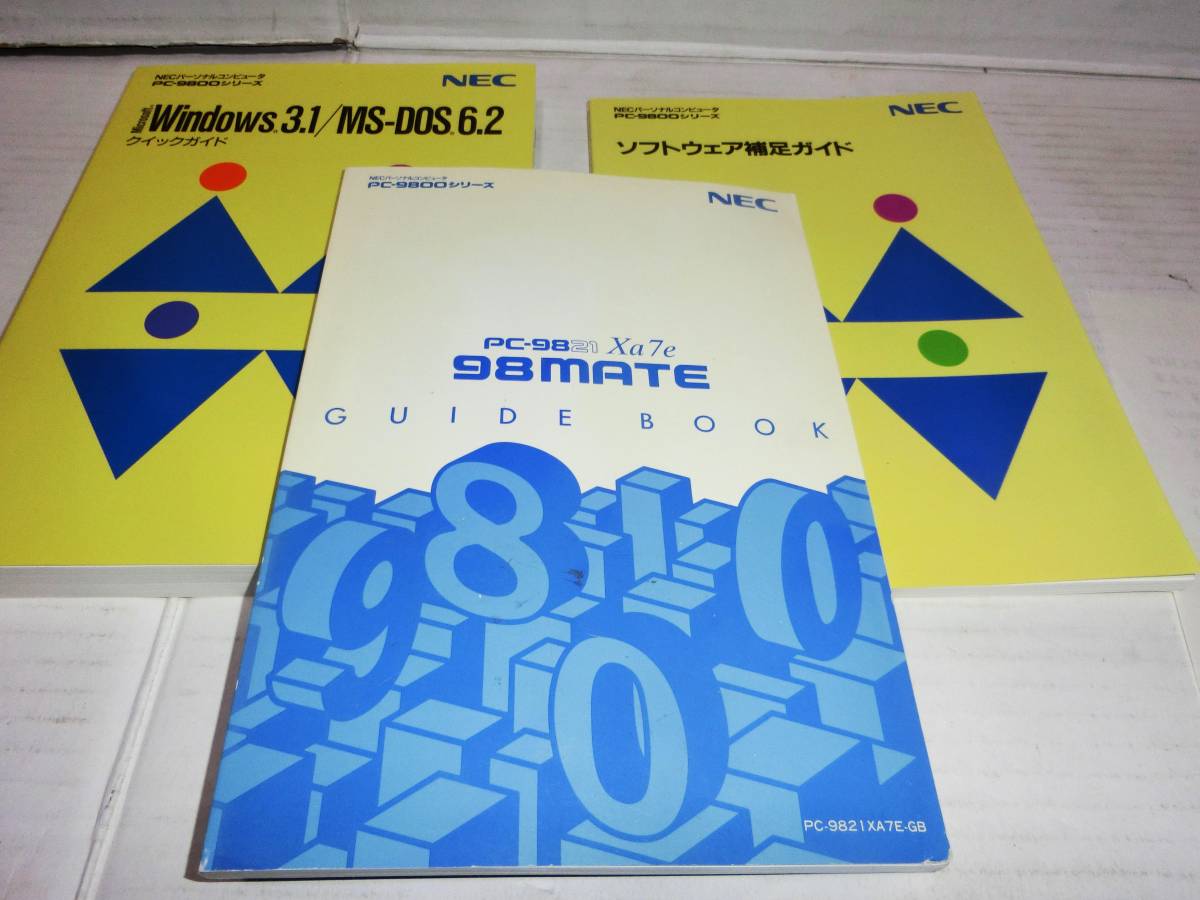 NECパーソナルコンピュータ
PC-9800シリーズ
NEC
Microsoft Windows 3.1/MS-DOS 6.2
クイックガイド
NECパーソナルコンピュータ
PC-9800シリーズ
NEC
ソフトウェア補足ガイド
NECパーソナルコンピュータ
PC-9800シリーズ
NEC
PC-9821 Xa7e
98MATE
GUIDE BOOK
98
10
0
PC-9821XA7E-GB